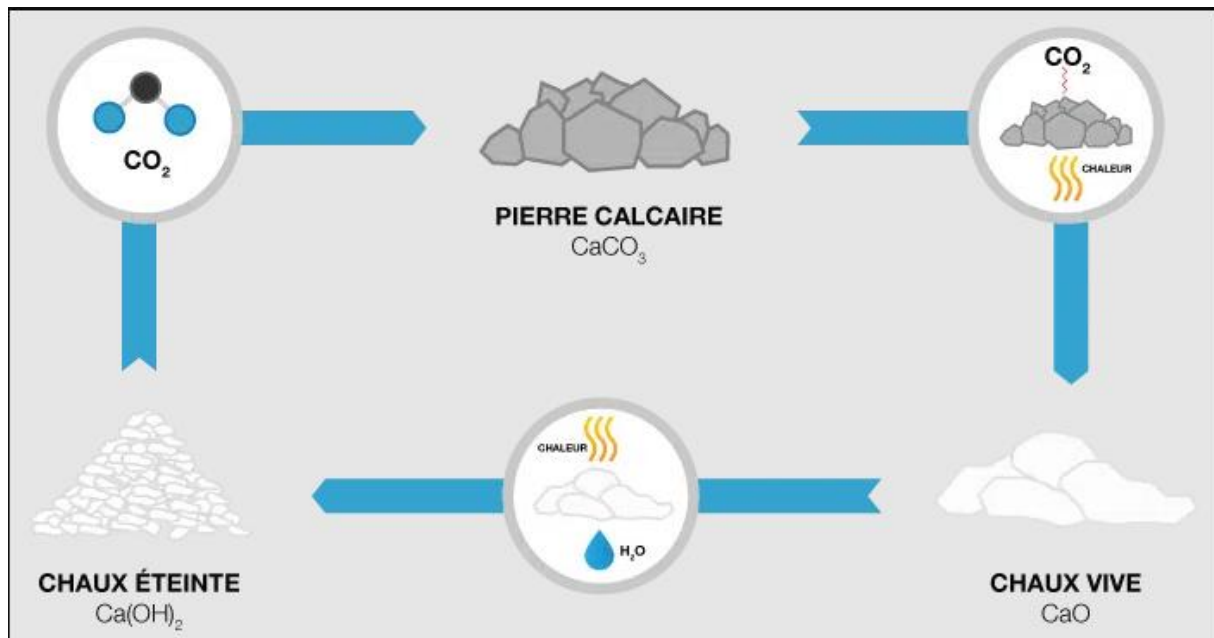 CO₂
CO₂
CHALEUR
PIERRE CALCAIRE
CaCO₃
CHALEUR
H₂O
CHAUX ÉTEINTE
Ca(OH)₂
CHAUX VIVE
CaO